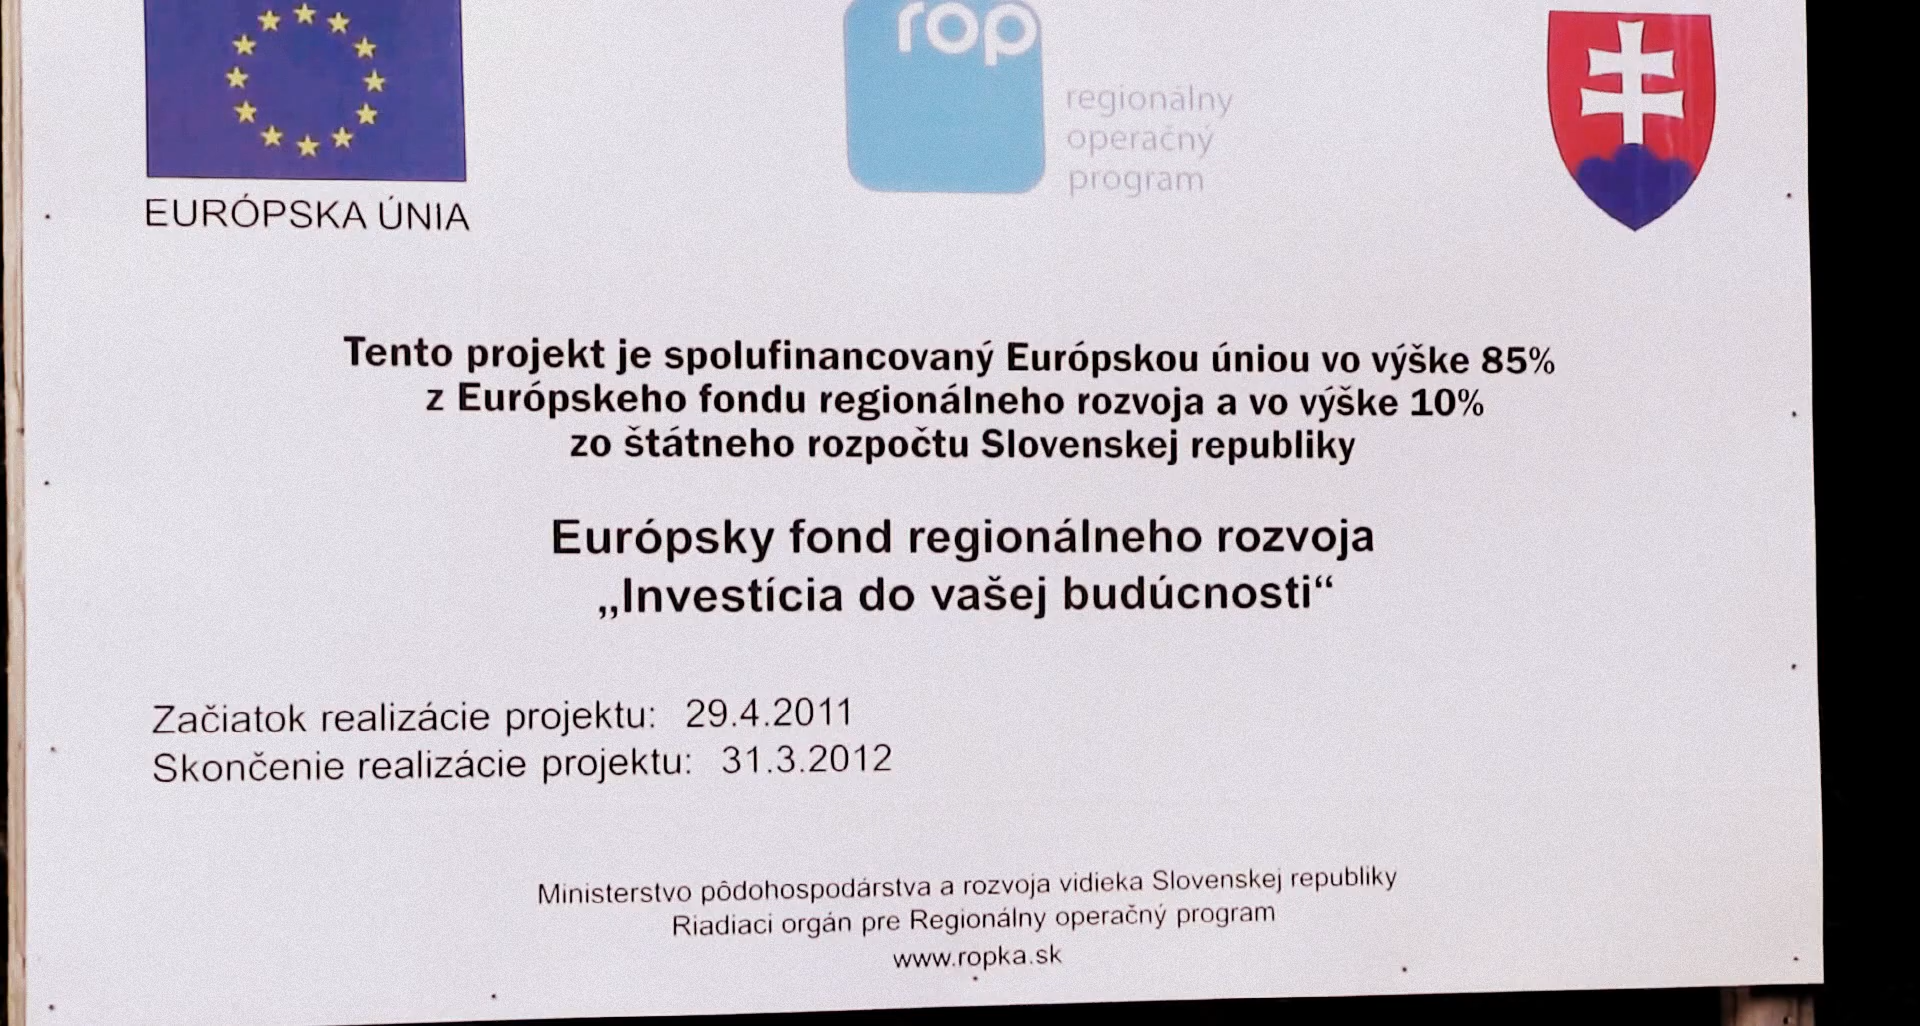 rop
regionálny
operačný
program
EURÓPSKA ÚNIA
Tento projekt je spolufinancovaný Európskou úniou vo výške 85%
z Európskeho fondu regionálneho rozvoja a vo výške 10%
zo štátneho rozpočtu Slovenskej republiky
Európsky fond regionálneho rozvoja
„Investícia do vašej budúcnosti“
Začiatok realizácie projektu: 29.4.2011
Skončenie realizácie projektu: 31.3.2012
Ministerstvo pôdohospodárstva a rozvoja vidieka Slovenskej republiky
Riadiaci orgán pre Regionálny operačný program
www.ropka.sk